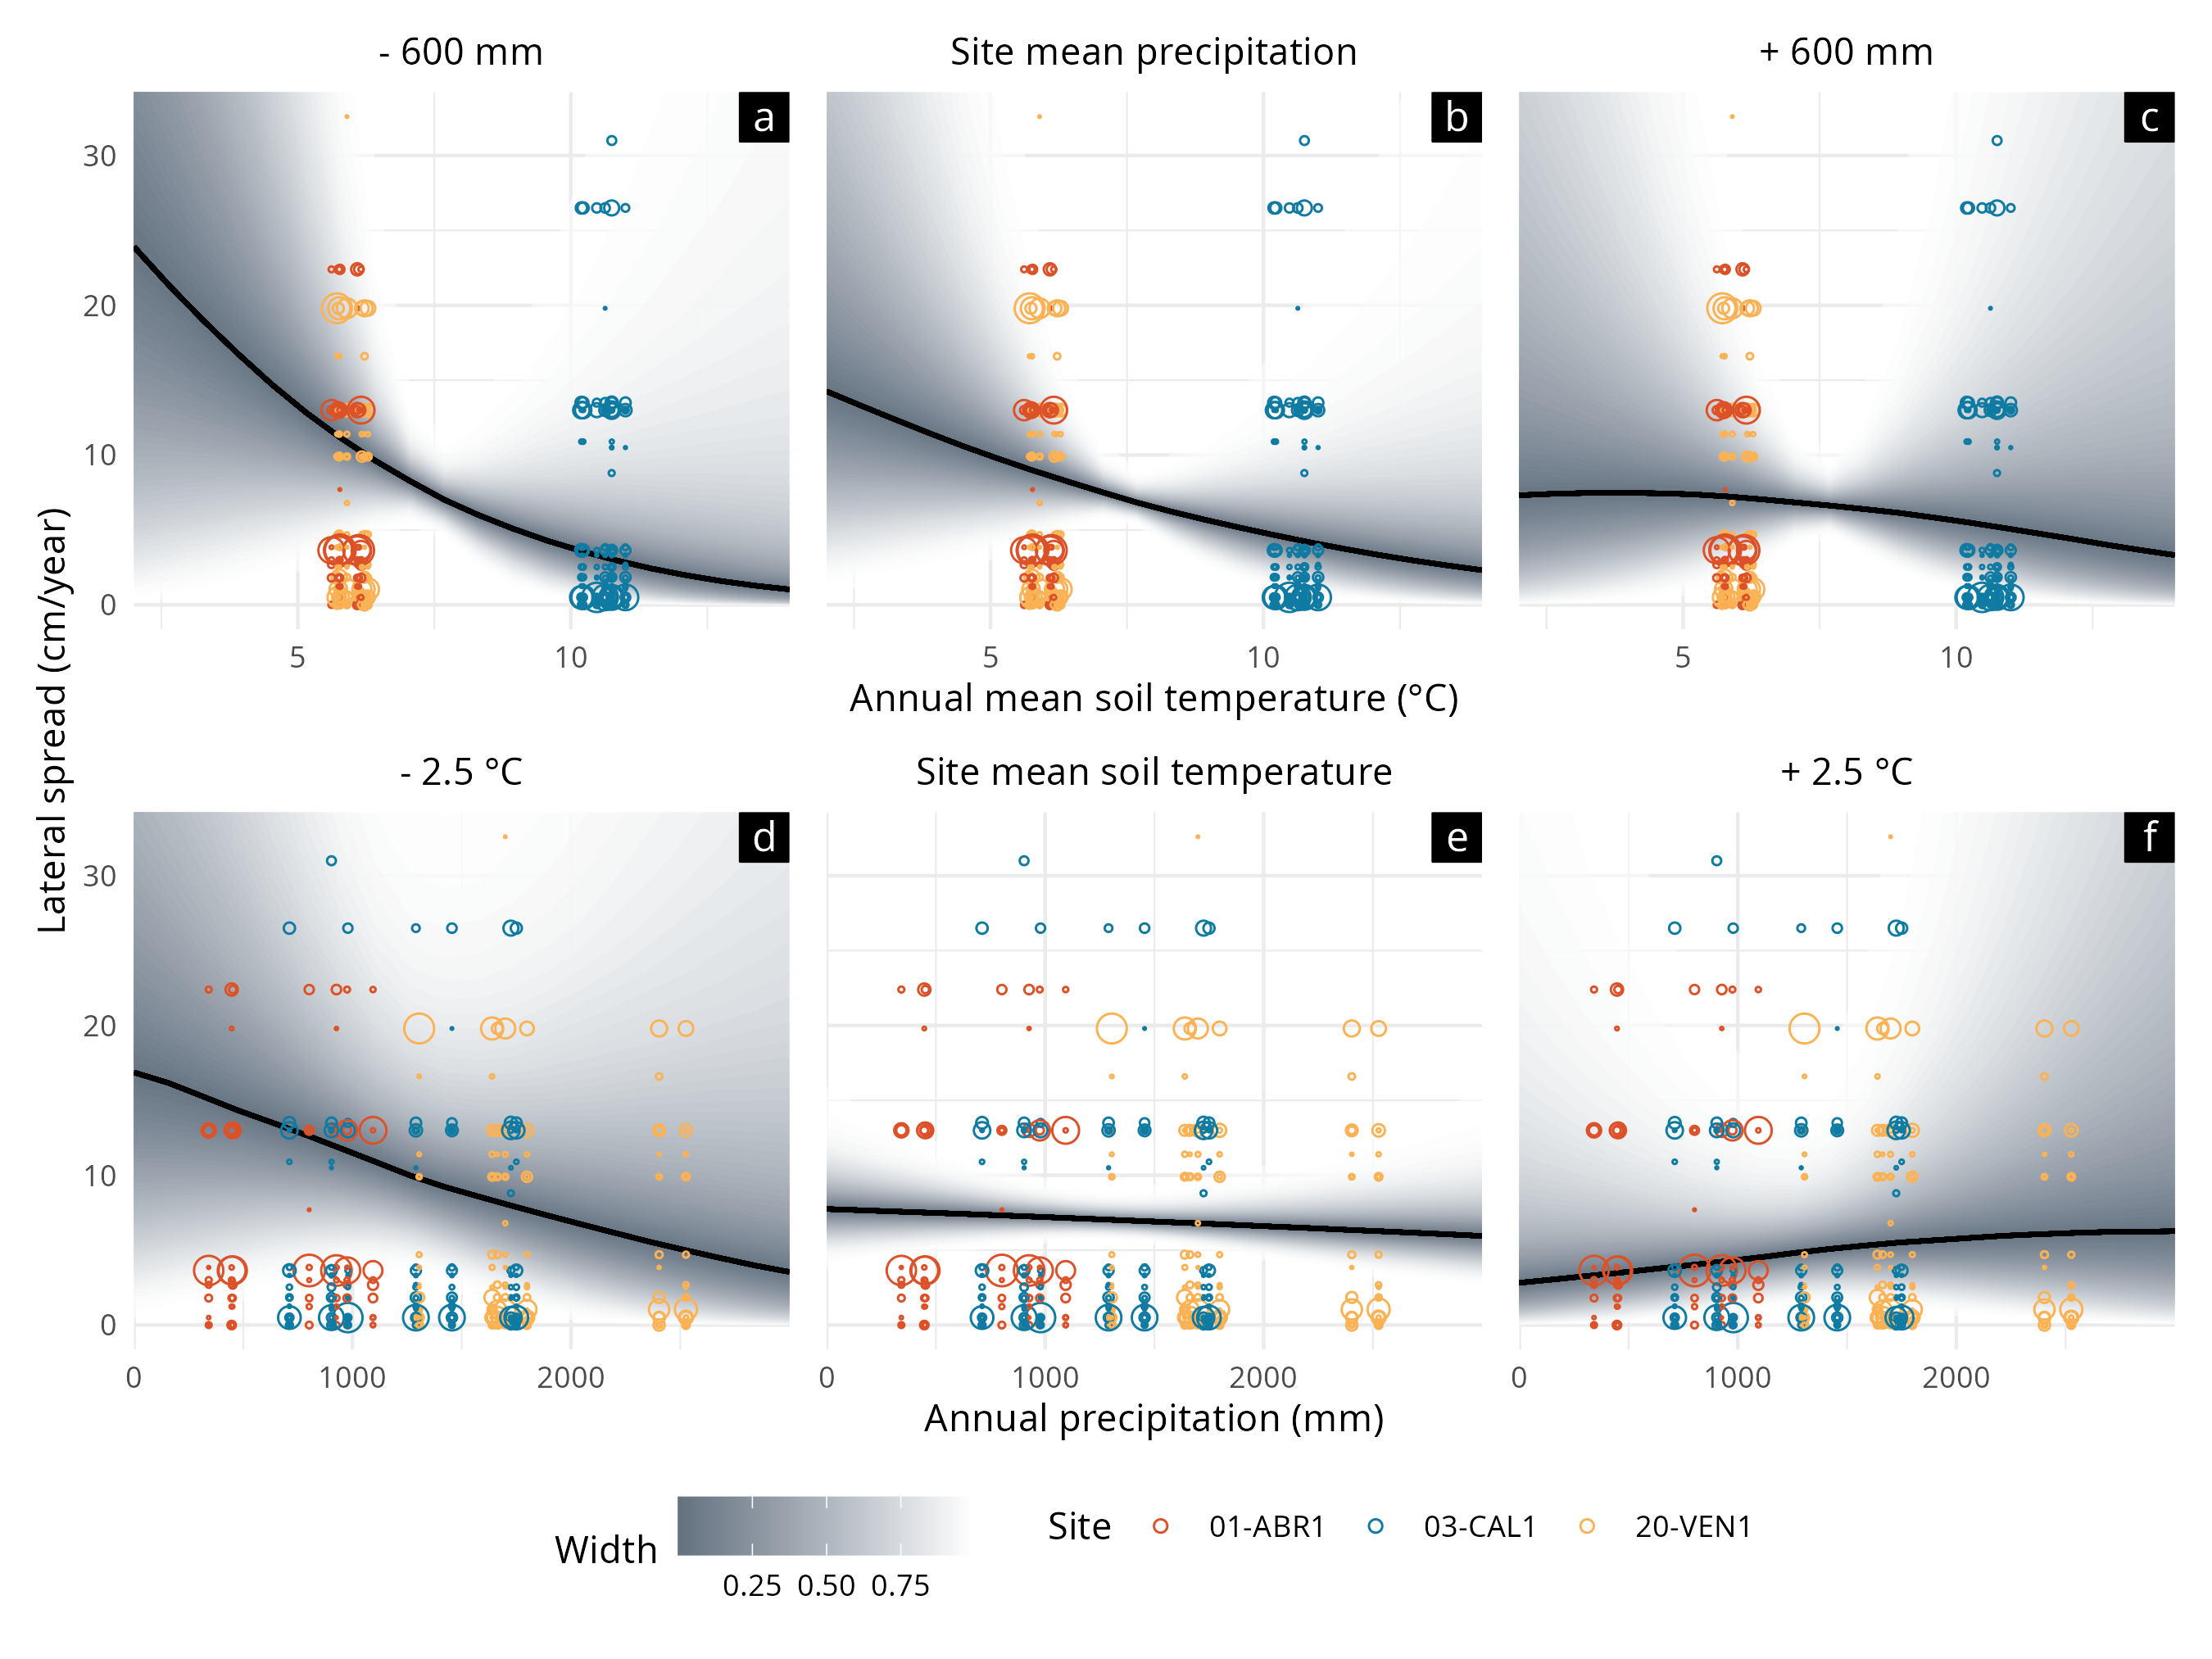 - 600 mm
Site mean precipitation
+ 600 mm
a
b
c
30
20
10
0
5
10
5
10
5
10
Annual mean soil temperature (°C)
Lateral spread (cm/year)
- 2.5 °C
Site mean soil temperature
+ 2.5 °C
d
e
f
30
20
10
0
0
1000
2000
0
1000
2000
0
1000
2000
Annual precipitation (mm)
Width
0.25 0.50 0.75
Site
01-ABR1
03-CAL1
20-VEN1